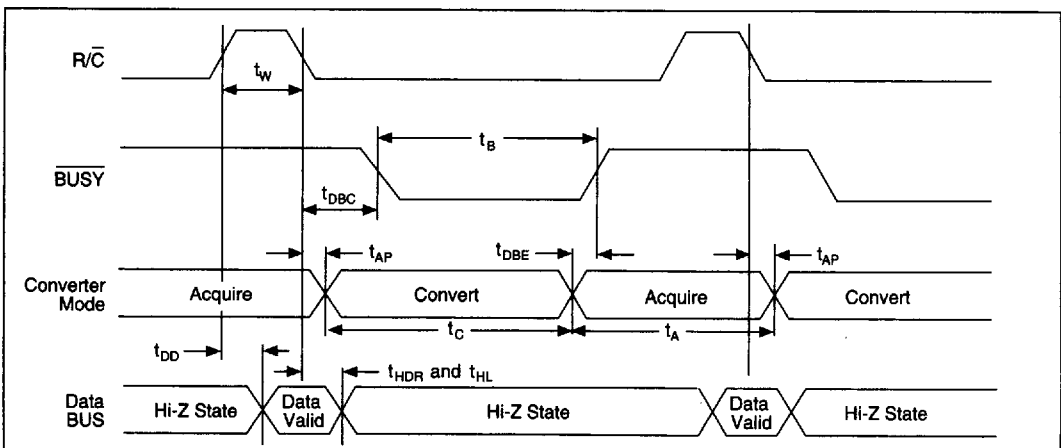 R/C̅
t_W
t_B
B̅U̅S̅Y̅
t_DBC
t_AP
t_DBE
t_AP
Converter
Mode
Acquire
Convert
Acquire
Convert
t_C
t_A
t_DD
t_HDR and t_HL
Data
BUS
Hi-Z State
Data
Valid
Hi-Z State
Data
Valid
Hi-Z State